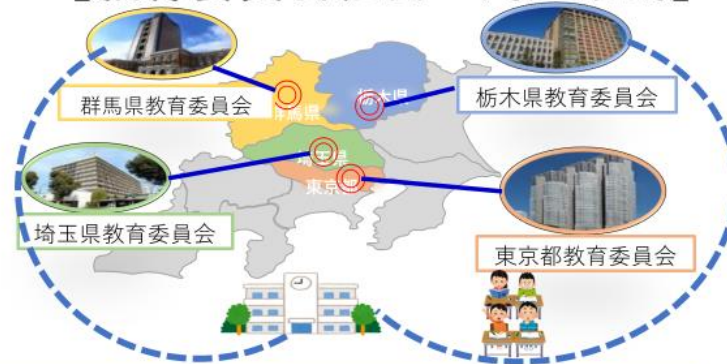 群馬県教育委員会
栃木県教育委員会
埼玉県教育委員会
東京都教育委員会
群馬県
栃木県
埼玉県
東京都